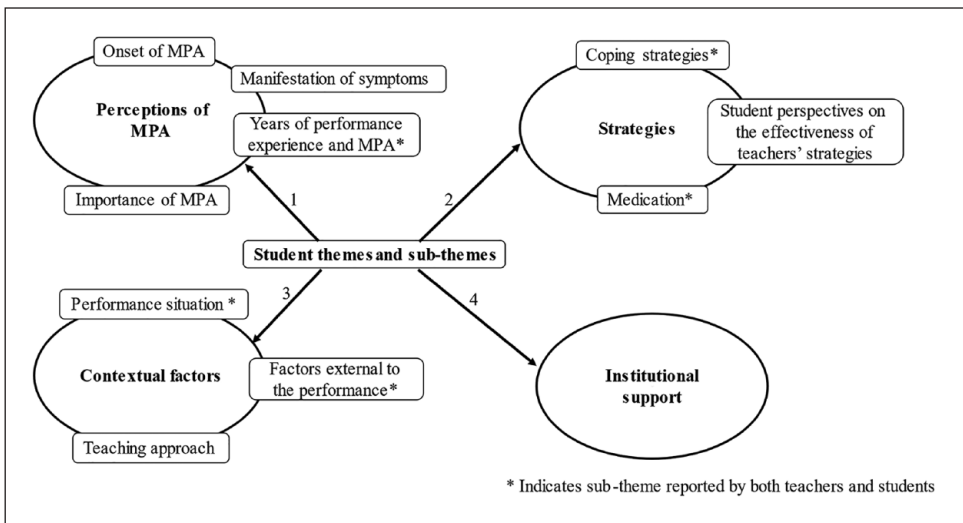 Onset of MPA
Manifestation of symptoms
Perceptions of
MPA
Years of performance
experience and MPA*
Importance of MPA
1
Coping strategies*
Strategies
Student perspectives on
the effectiveness of
teachers’ strategies
Medication*
2
Student themes and sub-themes
3
Performance situation *
Contextual factors
Factors external to
the performance*
Teaching approach
4
Institutional
support
* Indicates sub-theme reported by both teachers and students